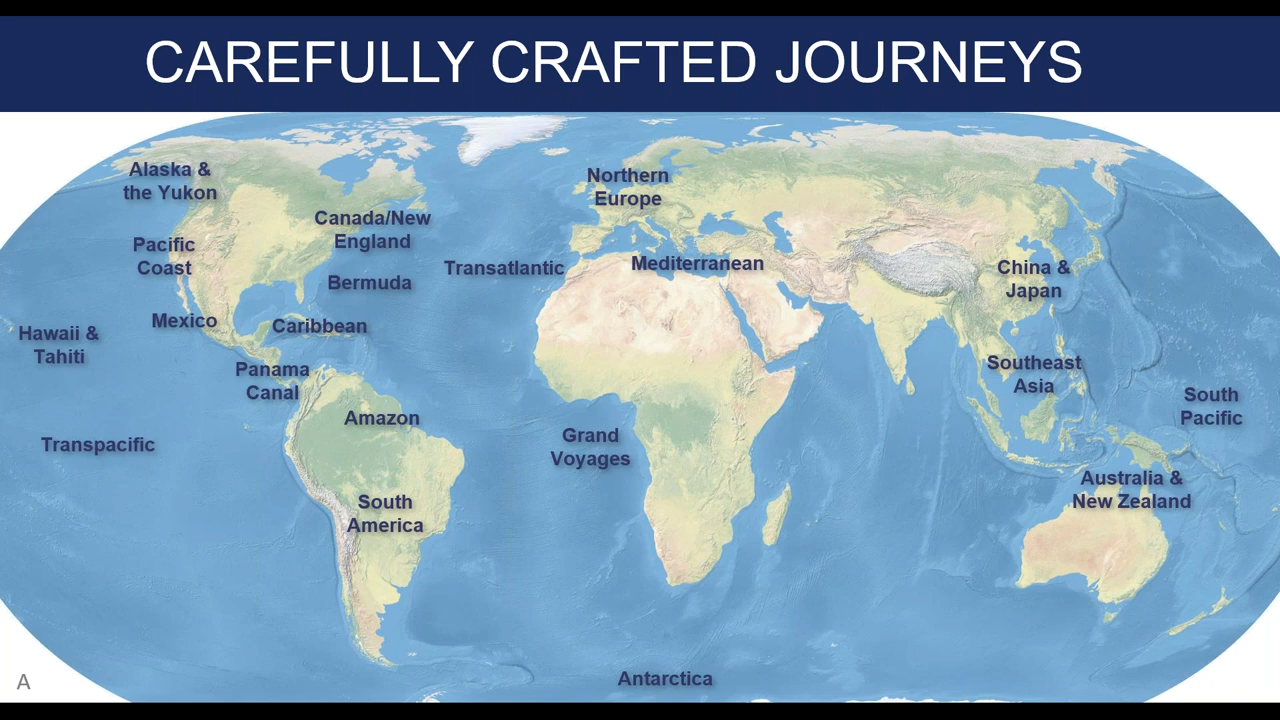 CAREFULLY CRAFTED JOURNEYS
Alaska &
the Yukon
Northern
Europe
Canada/New
England
Pacific
Coast
Transatlantic
Mediterranean
China &
Japan
Bermuda
Mexico
Caribbean
Hawaii &
Tahiti
Panama
Canal
Southeast
Asia
South
Pacific
Amazon
Transpacific
Grand
Voyages
Australia &
New Zealand
South
America
Antarctica
A